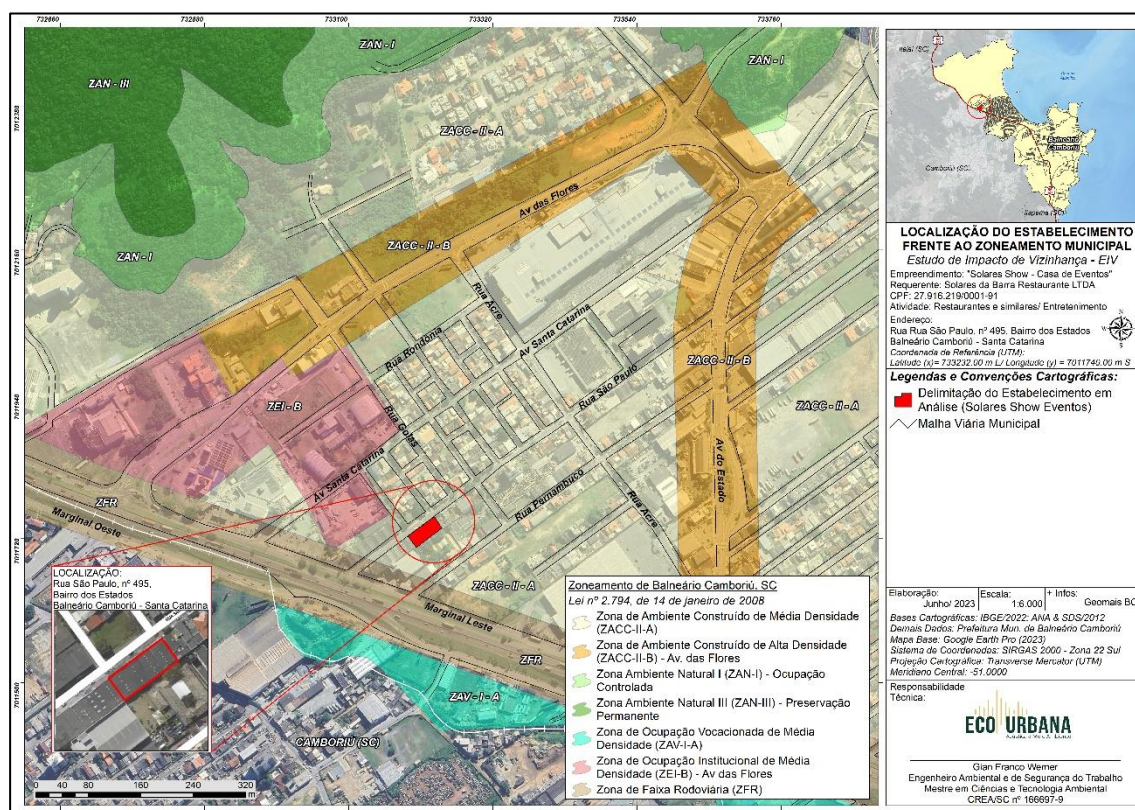 732660
732880
733100
733320
733540
733760
7012380
7012160
7011940
7011720
7011500
ZAN - III
ZAN - I
ZAN - I
ZACC - II - A
ZAN - I
Av das Flores
ZACC - II - B
Rua Acre
Av Santa Catarina
Rua Rondonia
Rua São Paulo
ZACC - II - B
ZACC - II - A
ZEI - B
Rua Goias
Av Santa Catarina
Av do Estado
Rua Pernambuco
Rua Acre
ZFR
Marginal Oeste
ZACC - II - A
Marginal Leste
ZFR
ZAV - I - A
CAMBORIÚ (SC)
LOCALIZAÇÃO:
Rua São Paulo, nº 495,
Bairro dos Estados
Balneário Camboriú - Santa Catarina
0 40 80 160 240 320
m
Zoneamento de Balneário Camboriú, SC
Lei nº 2.794, de 14 de janeiro de 2008
Zona de Ambiente Construído de Média Densidade
(ZACC-II-A)
Zona de Ambiente Construído de Alta Densidade
(ZACC-II-B) - Av. das Flores
Zona Ambiente Natural I (ZAN-I) - Ocupação
Controlada
Zona Ambiente Natural III (ZAN-III) - Preservação
Permanente
Zona de Ocupação Vocacionada de Média
Densidade (ZAV-I-A)
Zona de Ocupação Institucional de Média
Densidade (ZEI-B) - Av das Flores
Zona de Faixa Rodoviária (ZFR)
Itajaí (SC)
Balneário
Camboriú
Camboriú (SC)
Itapema (SC)
LOCALIZAÇÃO DO ESTABELECIMENTO
FRENTE AO ZONEAMENTO MUNICIPAL
Estudo de Impacto de Vizinhança - EIV
Empreendimento: "Solares Show - Casa de Eventos"
Requerente: Solares da Barra Restaurante LTDA
CPF: 27.916.219/0001-91
Atividade: Restaurantes e similares/ Entretenimento
Endereço:
Rua Rua São Paulo, nº 495, Bairro dos Estados
Balneário Camboriú - Santa Catarina
Coordenada de Referência (UTM):
Latitude (x)= 733232.00 m L/ Longitude (y) = 7011740.00 m S
Legendas e Convenções Cartográficas:
Delimitação do Estabelecimento em
Análise (Solares Show Eventos)
Malha Viária Municipal
Elaboração:
Junho/ 2023
Escala:
1:6.000
+ Infos:
Geomais BC
Bases Cartográficas: IBGE/2022: ANA & SDS/2012
Demais Dados: Prefeitura Mun. de Balneário Camboriú
Mapa Base: Google Earth Pro (2023)
Sistema de Coordenadas: SIRGAS 2000 - Zona 22 Sul
Projeção Cartográfica: Transverse Mercator (UTM)
Meridiano Central: -51.0000
Responsabilidade
Técnica:
ECO URBANA
Gian Franco Werner
Engenheiro Ambiental e de Segurança do Trabalho
Mestre em Ciências e Tecnologia Ambiental
CREA/SC nº 166697-9